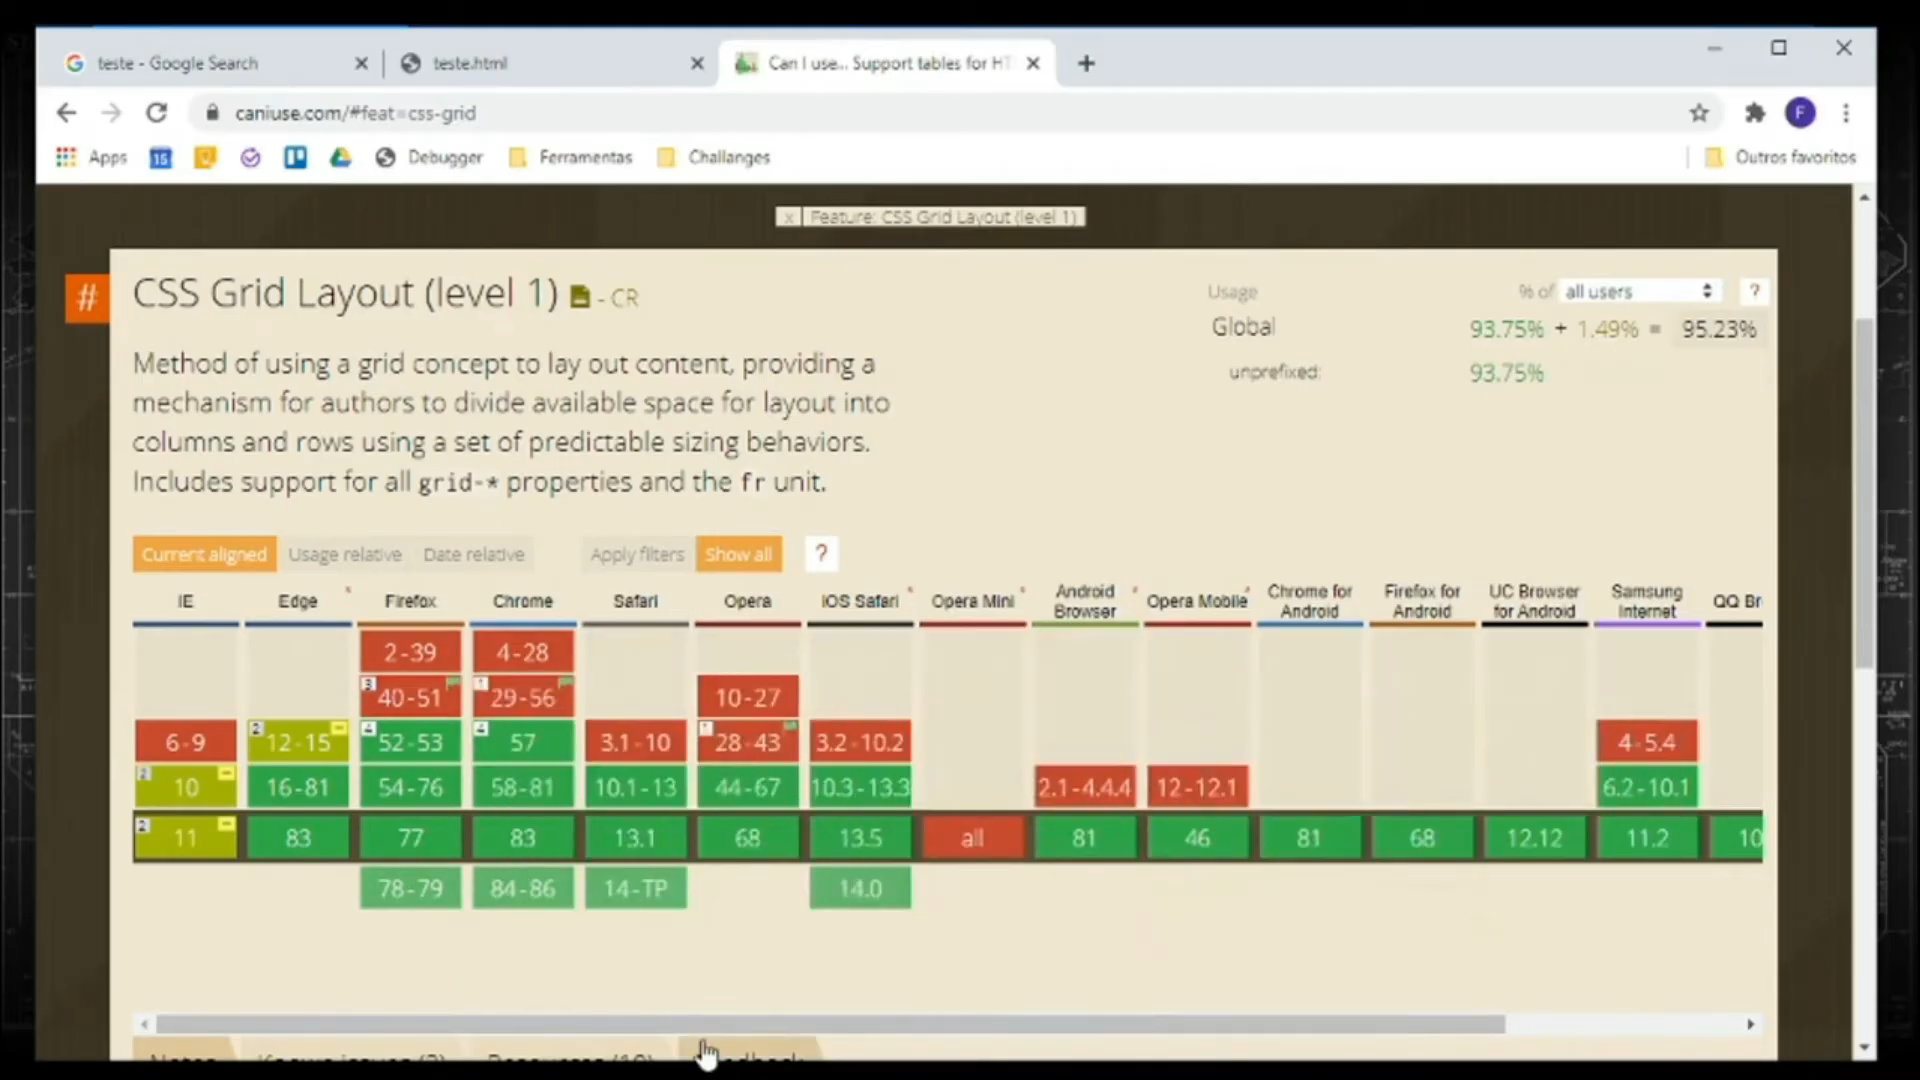 teste - Google Search
teste.html
Can I use... Support tables for HT
caniuse.com/#feat=css-grid
F
Apps
15
Debugger
Ferramentas
Challanges
Outros favoritos
x Feature: CSS Grid Layout (level 1)
#
CSS Grid Layout (level 1) - CR
Usage % of all users ?
Global 93.75% + 1.49% = 95.23%
unprefixed: 93.75%
Method of using a grid concept to lay out content, providing a
mechanism for authors to divide available space for layout into
columns and rows using a set of predictable sizing behaviors.
Includes support for all grid-* properties and the fr unit.
Current aligned Usage relative Date relative Apply filters Show all ?
IE Edge * Firefox Chrome Safari Opera iOS Safari * Opera Mini * Android Browser * Opera Mobile * Chrome for Android Firefox for Android UC Browser for Android Samsung Internet QQ Br
2-39 4-28
3 40-51 1 29-56 10-27
6-9 2 12-15 4 52-53 4 57 3.1-10 1 28-43 3.2-10.2 4-5.4
2 10 16-81 54-76 58-81 10.1-13 44-67 10.3-13.3 2.1-4.4.4 12-12.1 6.2-10.1
2 11 83 77 83 13.1 68 13.5 all 81 46 81 68 12.12 11.2 10
78-79 84-86 14-TP 14.0